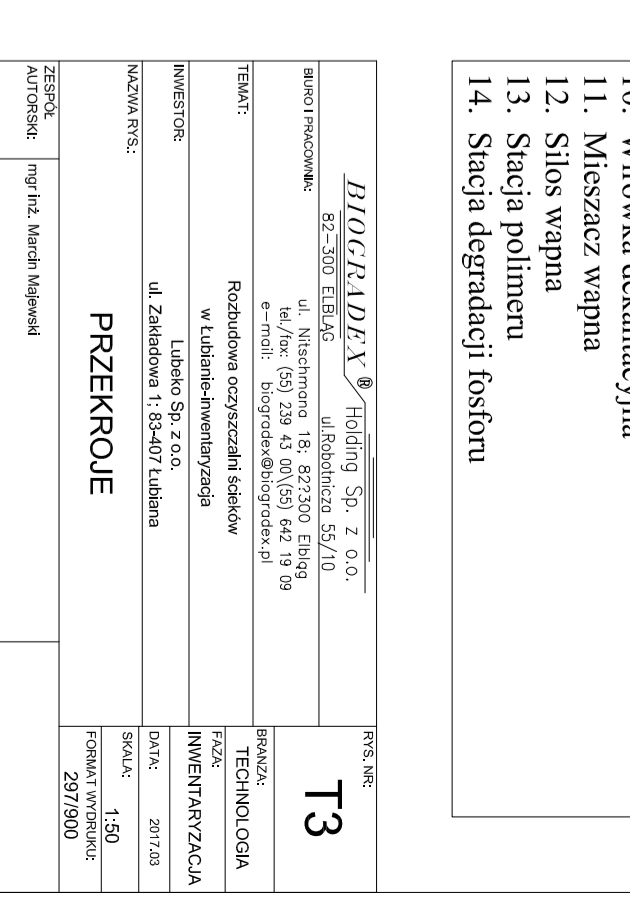 11. Mieszacz wapna
12. Silos wapna
13. Stacja polimeru
14. Stacja degradacji fosforu
BIOGRADEX® Holding Sp. z o.o.
82-300 ELBLĄG ul.Robotnicza 55/10
BIURO I PRACOWNIA:
ul. Nitschmana 18; 82?300 Elbląg
tel./fax: (55) 239 43 00\(55) 642 19 09
e-mail: biogradex@biogradex.pl
RYS. NR:
T3
TEMAT:
Rozbudowa oczyszczalni ścieków
w Łubianie-inwentaryzacja
BRANŻA:
TECHNOLOGIA
FAZA:
INWENTARYZACJA
INWESTOR:
Lubeko Sp. z o.o.
ul. Zakładowa 1; 83-407 Łubiana
DATA: 2017.03
NAZWA RYS.:
PRZEKROJE
SKALA: 1:50
FORMAT WYDRUKU:
297/900
ZESPÓŁ
AUTORSKI:
mgr inż. Marcin Majewski